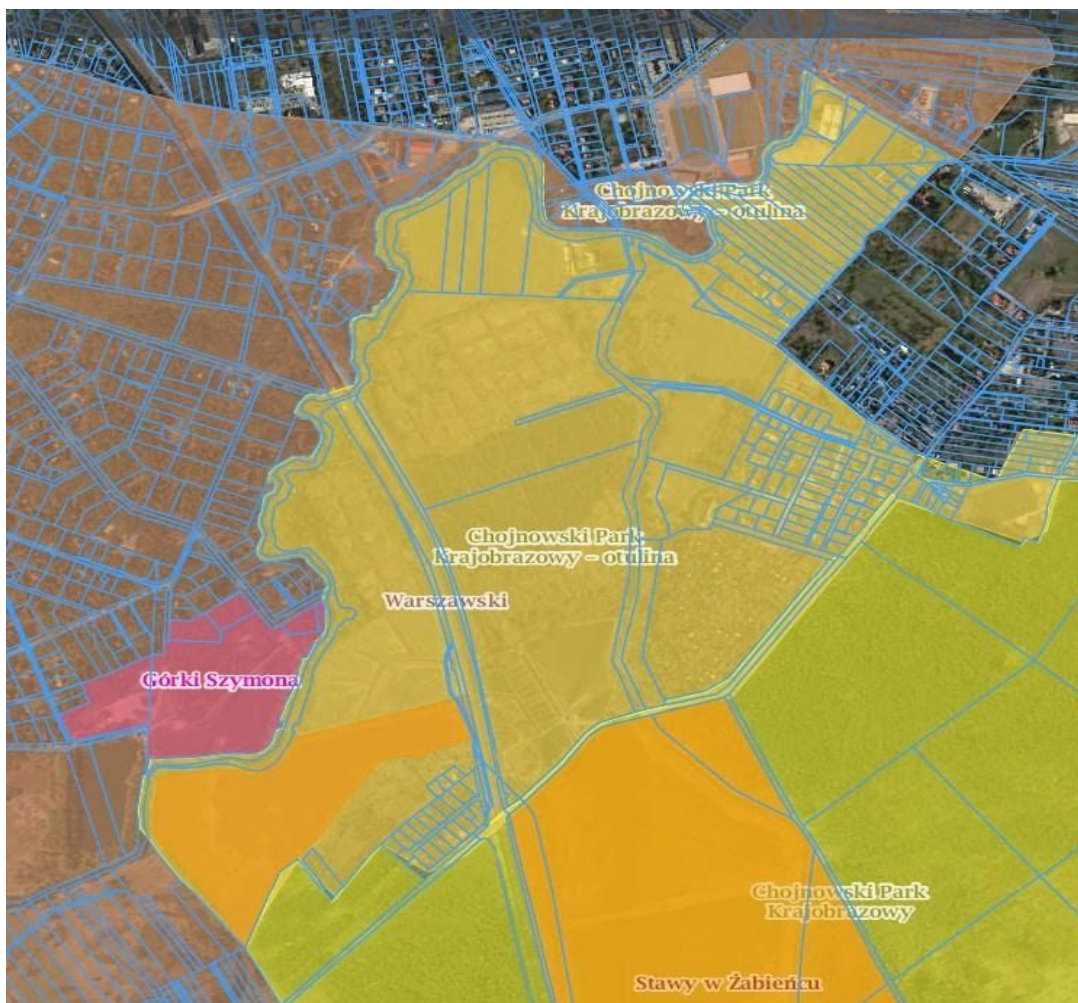 Chojnowski Park
Krajobrazowy - otulina
Chojnowski Park
Krajobrazowy - otulina
Warszawski
Górki Szymona
Chojnowski Park
Krajobrazowy
Stawy w Żabieńcu